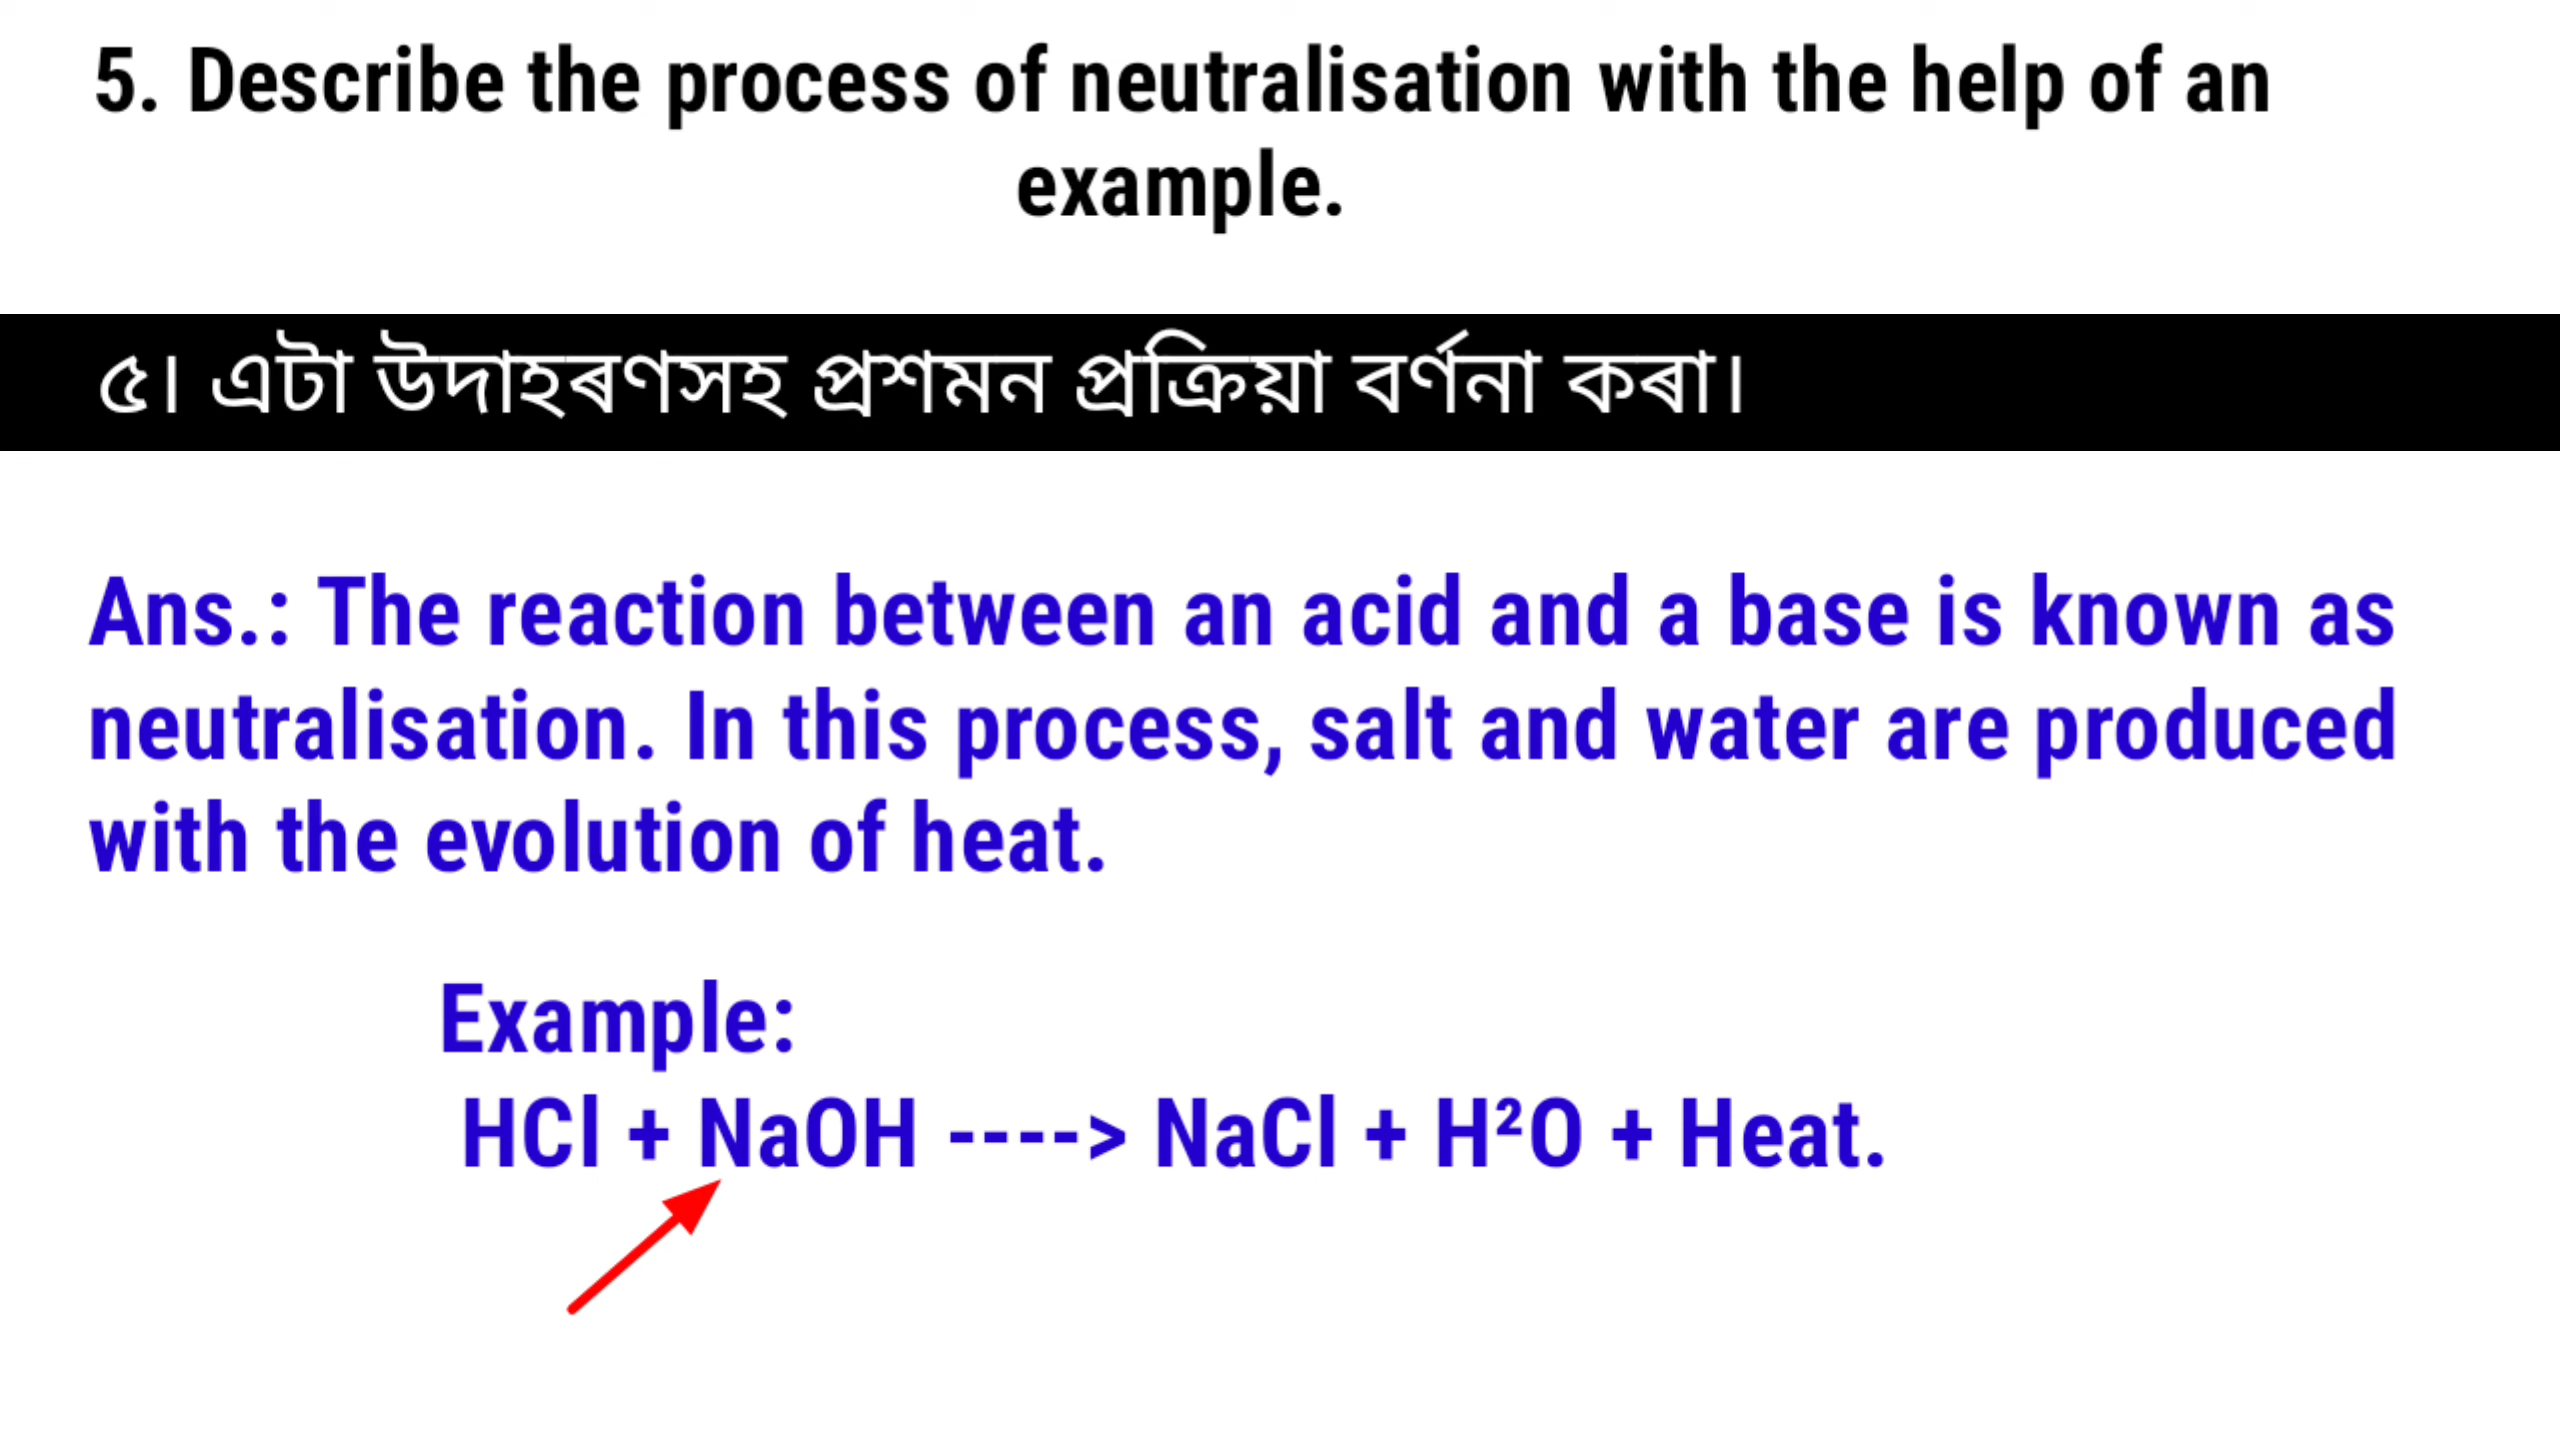 5. Describe the process of neutralisation with the help of an
example.
৫। এটা উদাহৰণসহ প্ৰশমন প্ৰক্ৰিয়া বৰ্ণনা কৰা।
Ans.: The reaction between an acid and a base is known as
neutralisation. In this process, salt and water are produced
with the evolution of heat.
Example:
HCl + NaOH ----> NaCl + H²O + Heat.